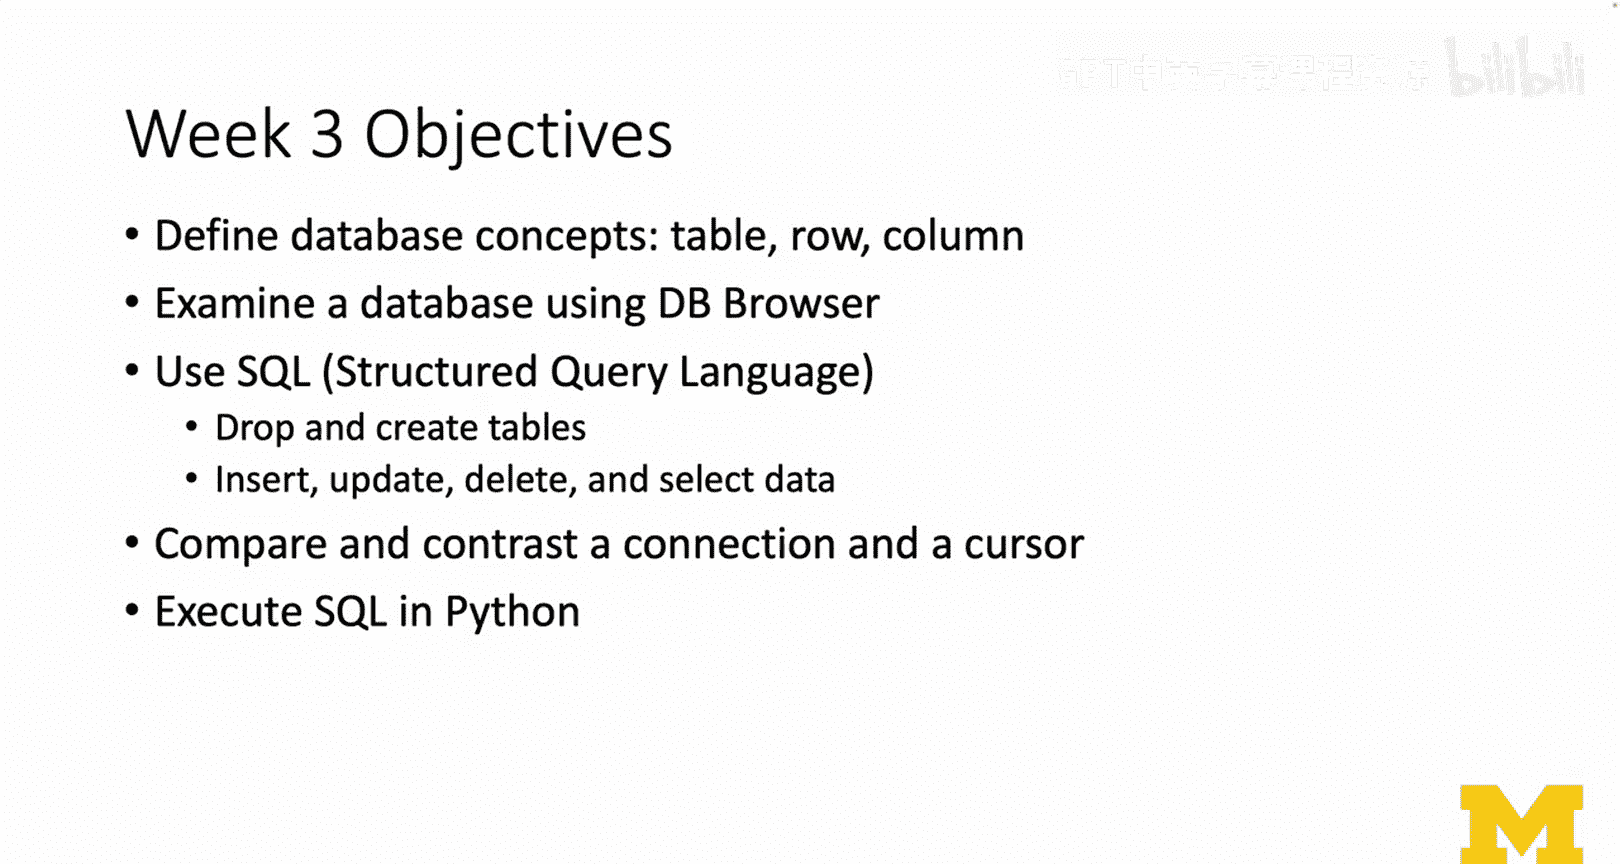 bilibili
Week 3 Objectives
• Define database concepts: table, row, column
• Examine a database using DB Browser
• Use SQL (Structured Query Language)
• Drop and create tables
• Insert, update, delete, and select data
• Compare and contrast a connection and a cursor
• Execute SQL in Python
M